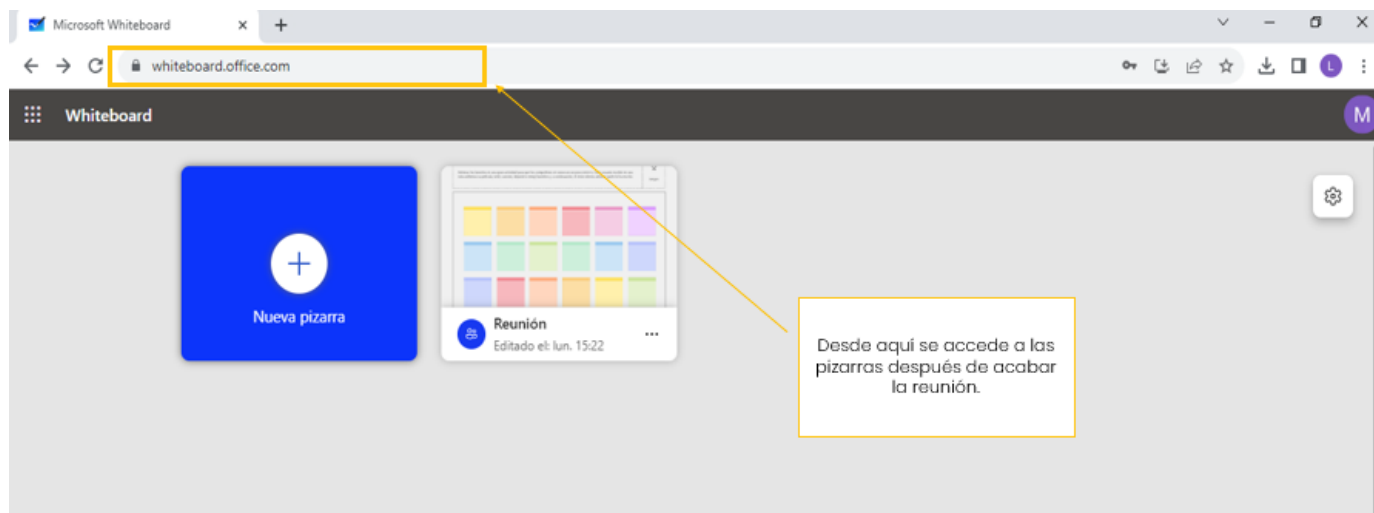 Microsoft Whiteboard
whiteboard.office.com
L
Whiteboard
M
Nueva pizarra
Reunión
Editado el: lun. 15:22
Desde aquí se accede a las
pizarras después de acabar
la reunión.